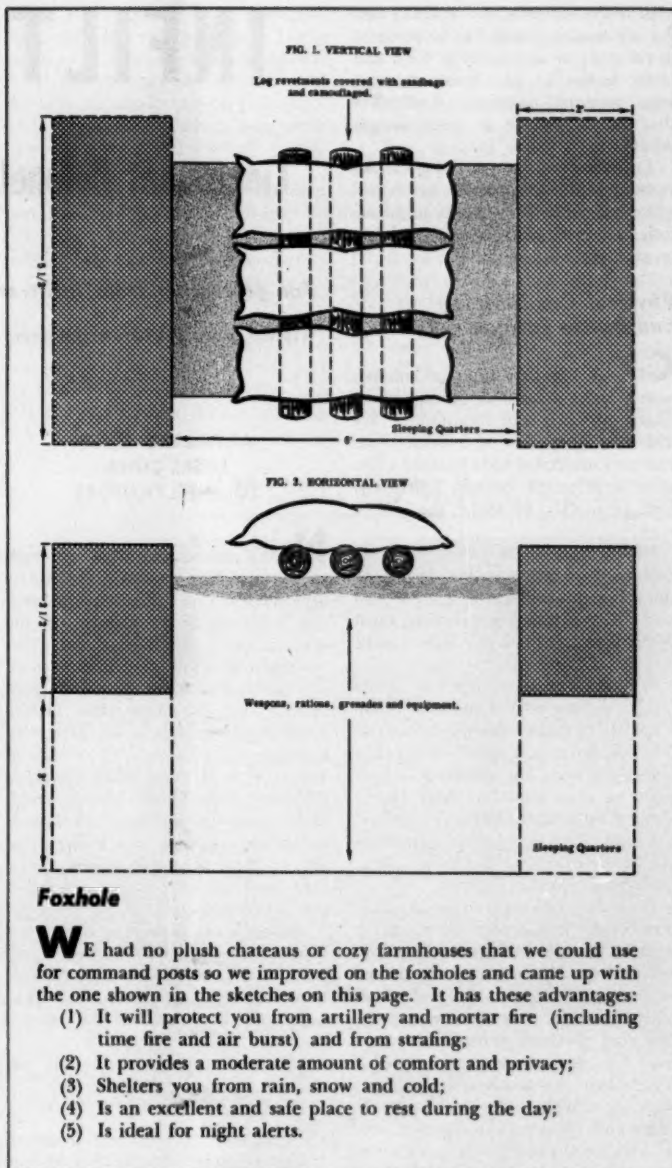 FIG. 1. VERTICAL VIEW
Log revetments covered with sandbags
and camouflaged.
2'
Sleeping Quarters
6'
FIG. 2. HORIZONTAL VIEW
2 1/2'
Weapons, rations, grenades and equipment.
3'
Sleeping Quarters
Foxhole
WE had no plush chateaus or cozy farmhouses that we could use
for command posts so we improved on the foxholes and came up with
the one shown in the sketches on this page. It has these advantages:
(1) It will protect you from artillery and mortar fire (including
time fire and air burst) and from strafing;
(2) It provides a moderate amount of comfort and privacy;
(3) Shelters you from rain, snow and cold;
(4) Is an excellent and safe place to rest during the day;
(5) Is ideal for night alerts.